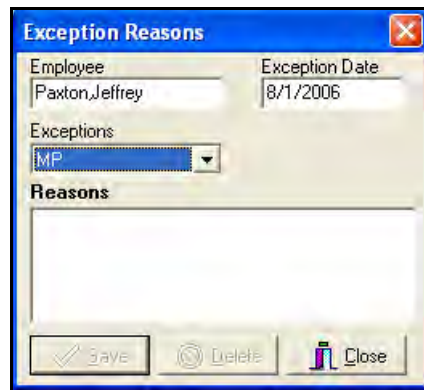 Exception Reasons
Employee Exception Date
Paxton,Jeffrey 8/1/2006
Exceptions
MP
Reasons
Save Delete Close